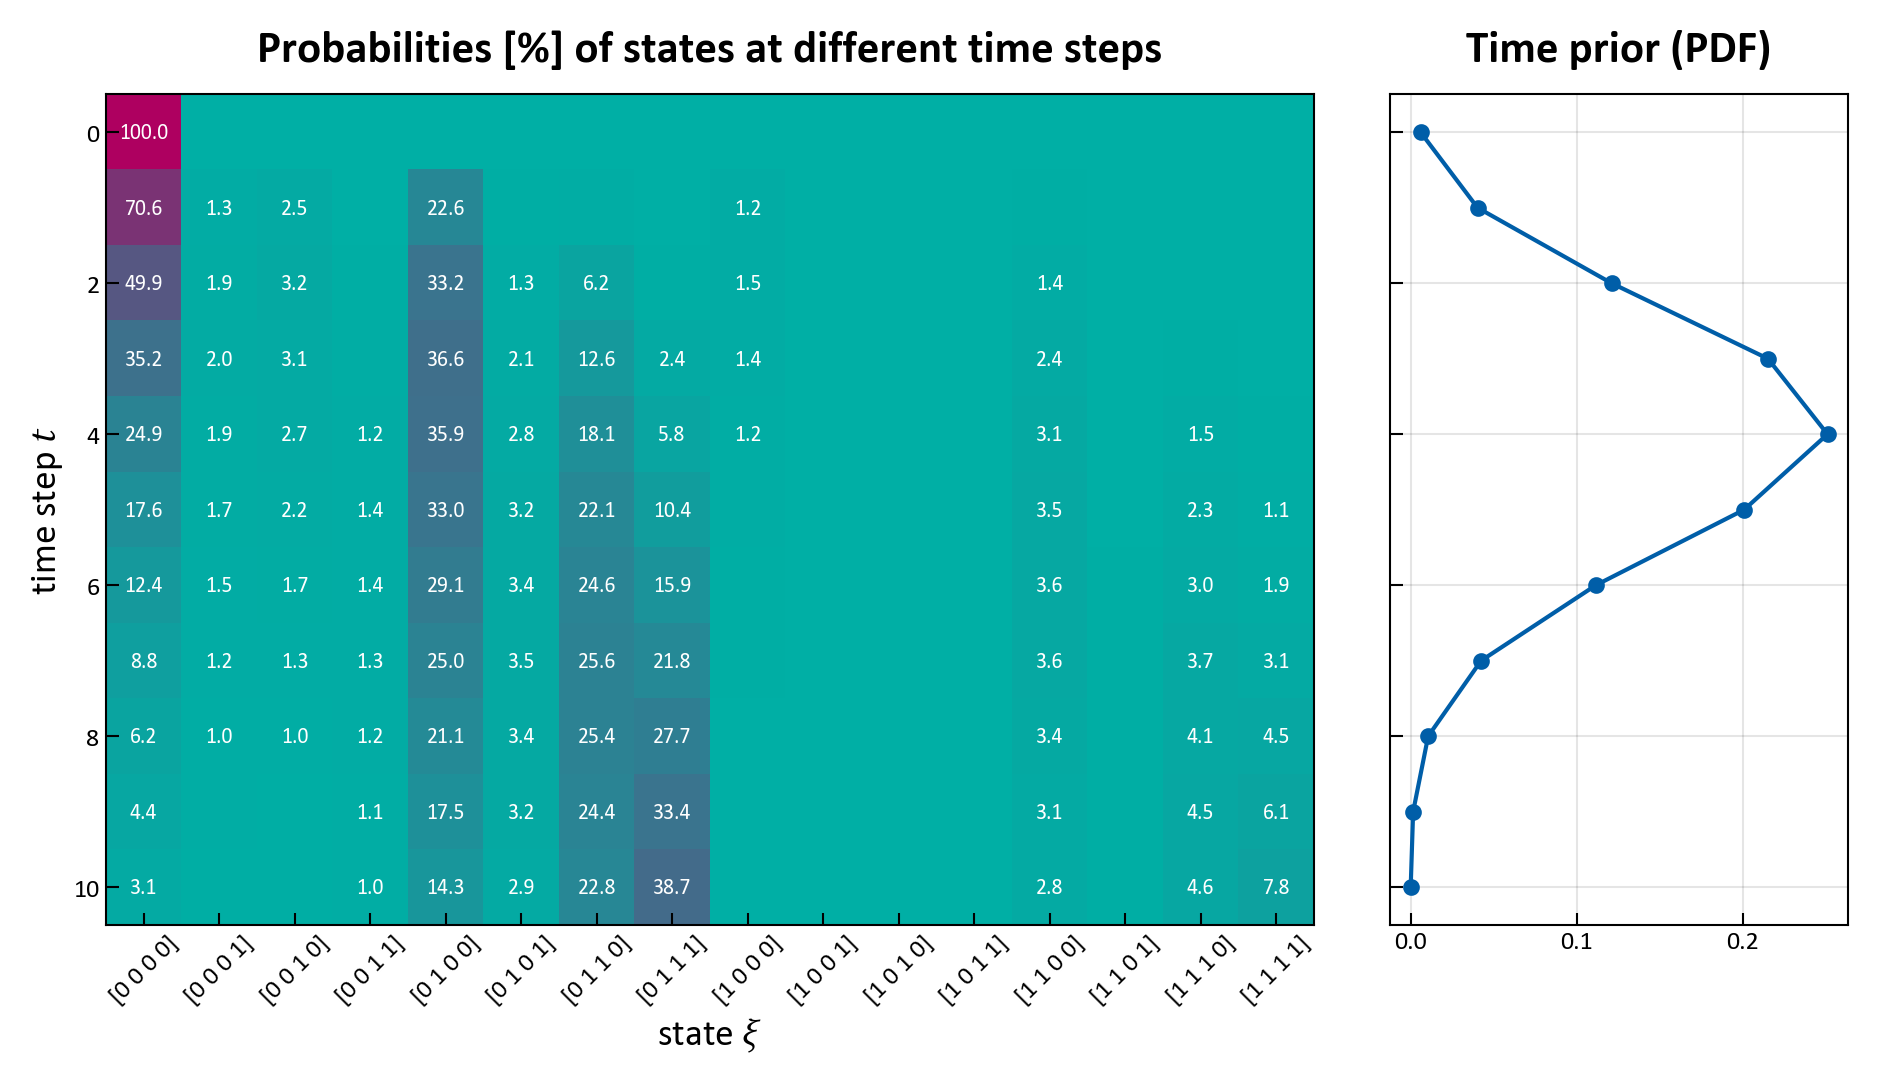 Probabilities [%] of states at different time steps
Time prior (PDF)
time step t
0
2
4
6
8
10
100.0
70.6 1.3 2.5 22.6 1.2
49.9 1.9 3.2 33.2 1.3 6.2 1.5 1.4
35.2 2.0 3.1 36.6 2.1 12.6 2.4 1.4 2.4
24.9 1.9 2.7 1.2 35.9 2.8 18.1 5.8 1.2 3.1 1.5
17.6 1.7 2.2 1.4 33.0 3.2 22.1 10.4 3.5 2.3 1.1
12.4 1.5 1.7 1.4 29.1 3.4 24.6 15.9 3.6 3.0 1.9
8.8 1.2 1.3 1.3 25.0 3.5 25.6 21.8 3.6 3.7 3.1
6.2 1.0 1.0 1.2 21.1 3.4 25.4 27.7 3.4 4.1 4.5
4.4 1.1 17.5 3.2 24.4 33.4 3.1 4.5 6.1
3.1 1.0 14.3 2.9 22.8 38.7 2.8 4.6 7.8
[0 0 0 0] [0 0 0 1] [0 0 1 0] [0 0 1 1] [0 1 0 0] [0 1 0 1] [0 1 1 0] [0 1 1 1] [1 0 0 0] [1 0 0 1] [1 0 1 0] [1 0 1 1] [1 1 0 0] [1 1 0 1] [1 1 1 0] [1 1 1 1]
state ξ
0.0 0.1 0.2